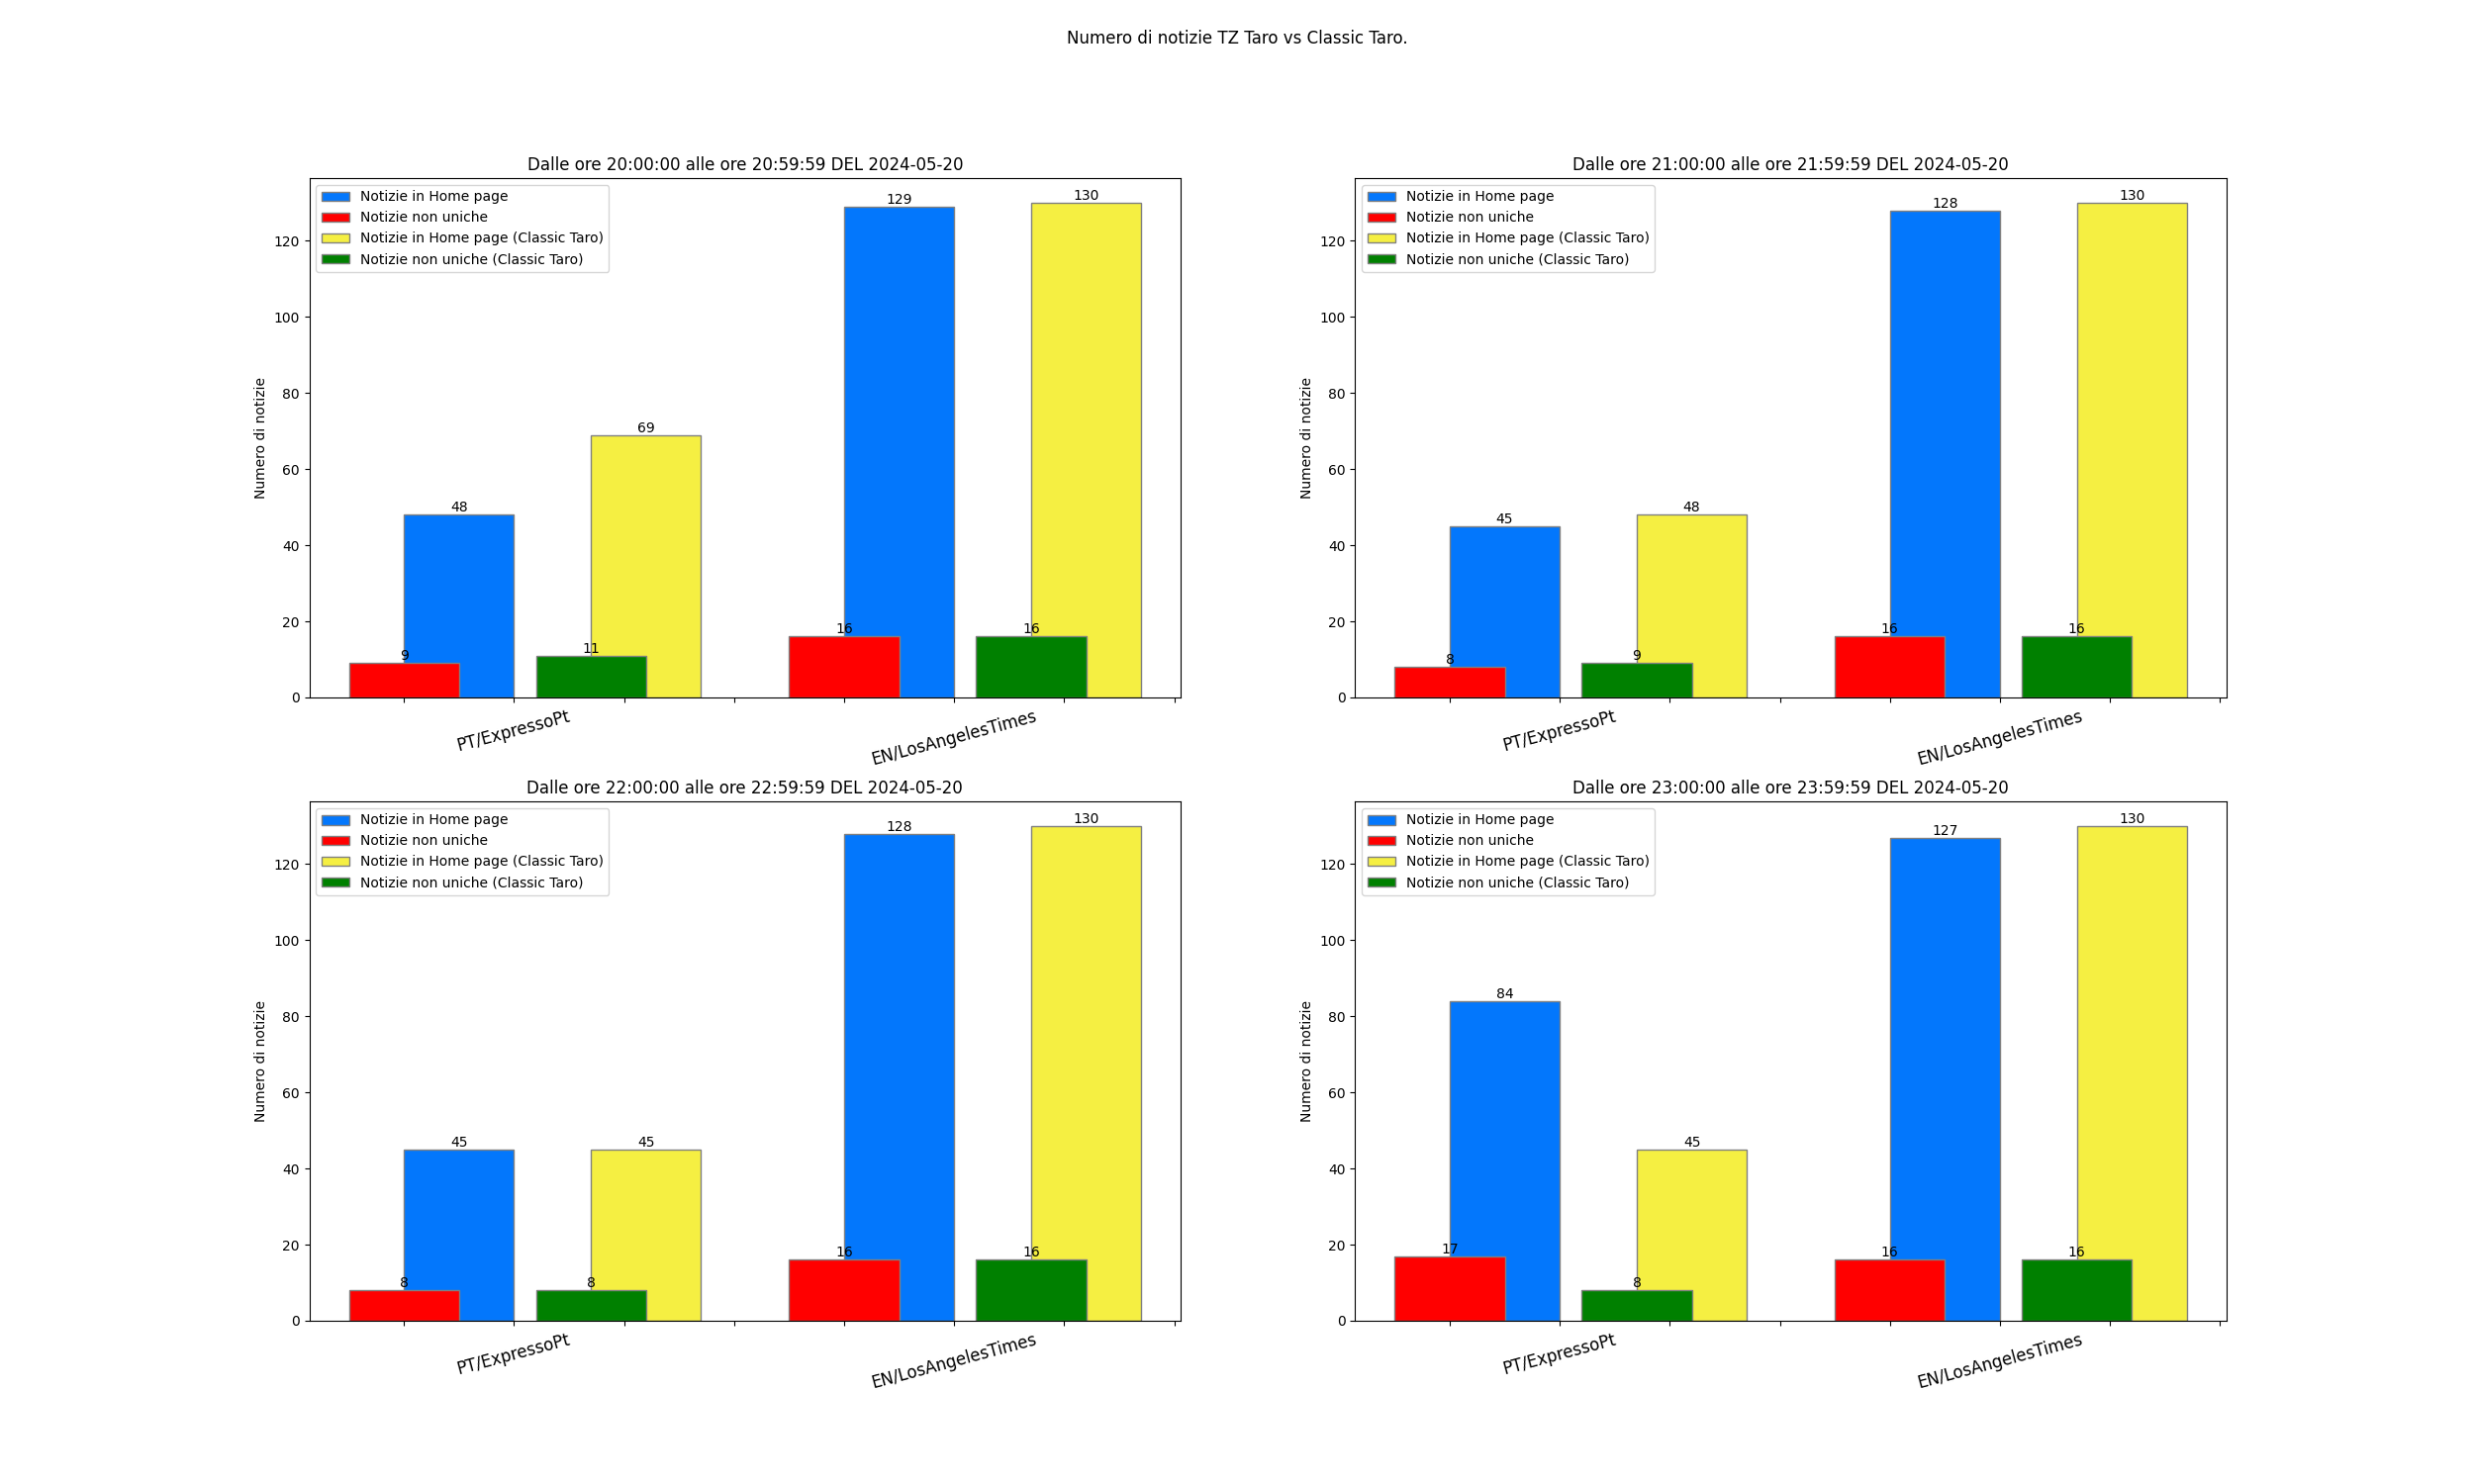 Numero di notizie TZ Taro vs Classic Taro.
Dalle ore 20:00:00 alle ore 20:59:59 DEL 2024-05-20
Notizie in Home page
Notizie non uniche
Notizie in Home page (Classic Taro)
Notizie non uniche (Classic Taro)
Numero di notizie
120
100
80
60
40
20
0
9
48
11
69
16
129
16
130
PT/ExpressoPt
EN/LosAngelesTimes
Dalle ore 21:00:00 alle ore 21:59:59 DEL 2024-05-20
Notizie in Home page
Notizie non uniche
Notizie in Home page (Classic Taro)
Notizie non uniche (Classic Taro)
Numero di notizie
120
100
80
60
40
20
0
8
45
9
48
16
128
16
130
PT/ExpressoPt
EN/LosAngelesTimes
Dalle ore 22:00:00 alle ore 22:59:59 DEL 2024-05-20
Notizie in Home page
Notizie non uniche
Notizie in Home page (Classic Taro)
Notizie non uniche (Classic Taro)
Numero di notizie
120
100
80
60
40
20
0
8
45
8
45
16
128
16
130
PT/ExpressoPt
EN/LosAngelesTimes
Dalle ore 23:00:00 alle ore 23:59:59 DEL 2024-05-20
Notizie in Home page
Notizie non uniche
Notizie in Home page (Classic Taro)
Notizie non uniche (Classic Taro)
Numero di notizie
120
100
80
60
40
20
0
17
84
8
45
16
127
16
130
PT/ExpressoPt
EN/LosAngelesTimes